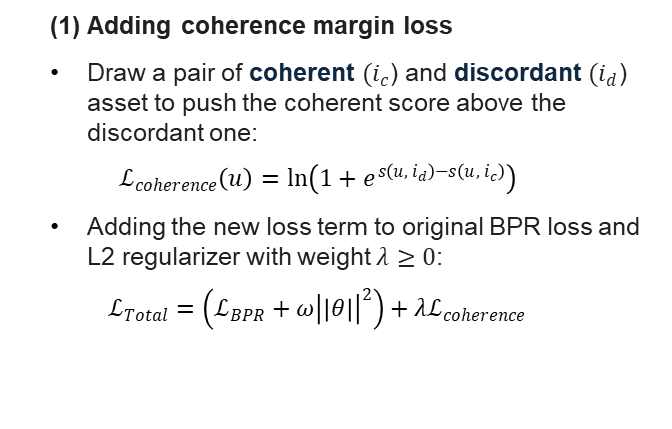 (1) Adding coherence margin loss
• Draw a pair of coherent (i_c) and discordant (i_d)
asset to push the coherent score above the
discordant one:
ℒ_coherence(u) = ln(1 + e^{s(u, i_d)−s(u, i_c)})
• Adding the new loss term to original BPR loss and
L2 regularizer with weight λ ≥ 0:
ℒ_Total = (ℒ_BPR + ω||θ||²) + λℒ_coherence